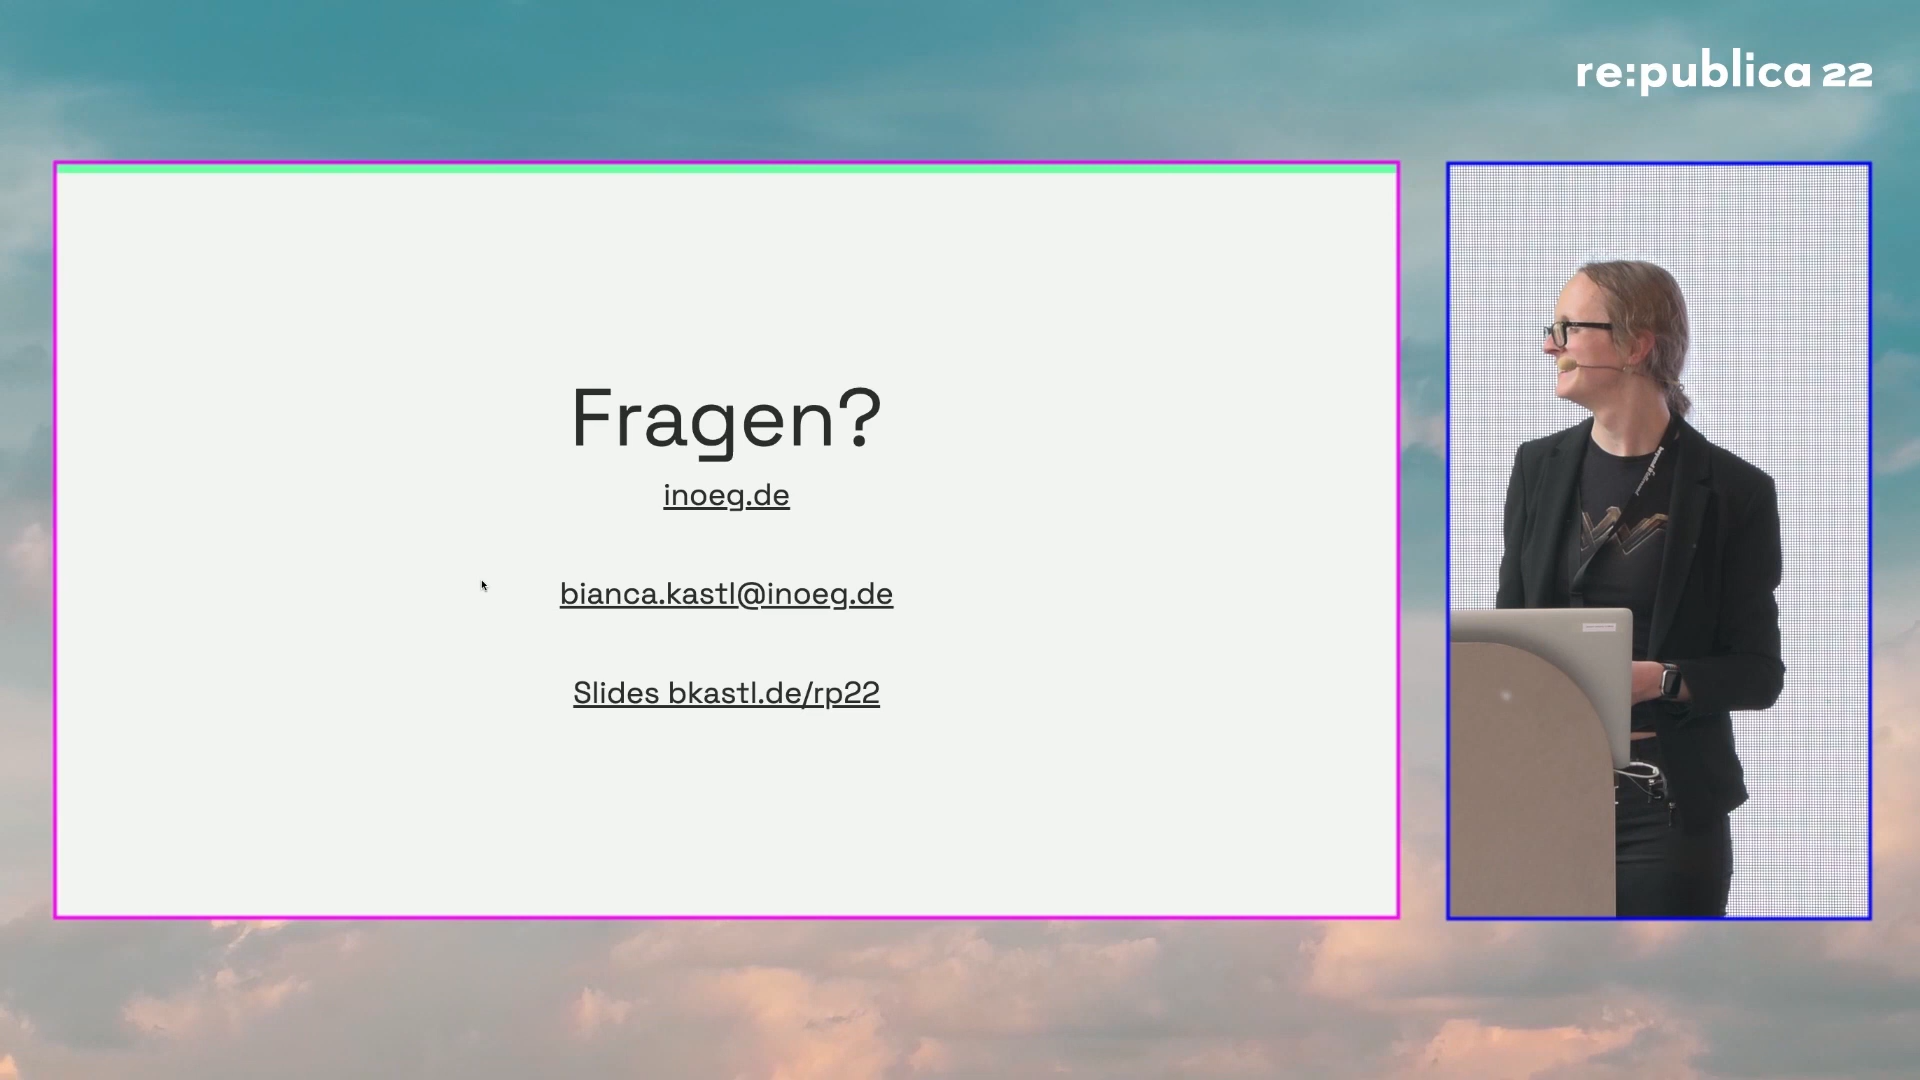 re:publica 22
Fragen?
inoeg.de
bianca.kastl@inoeg.de
Slides bkastl.de/rp22